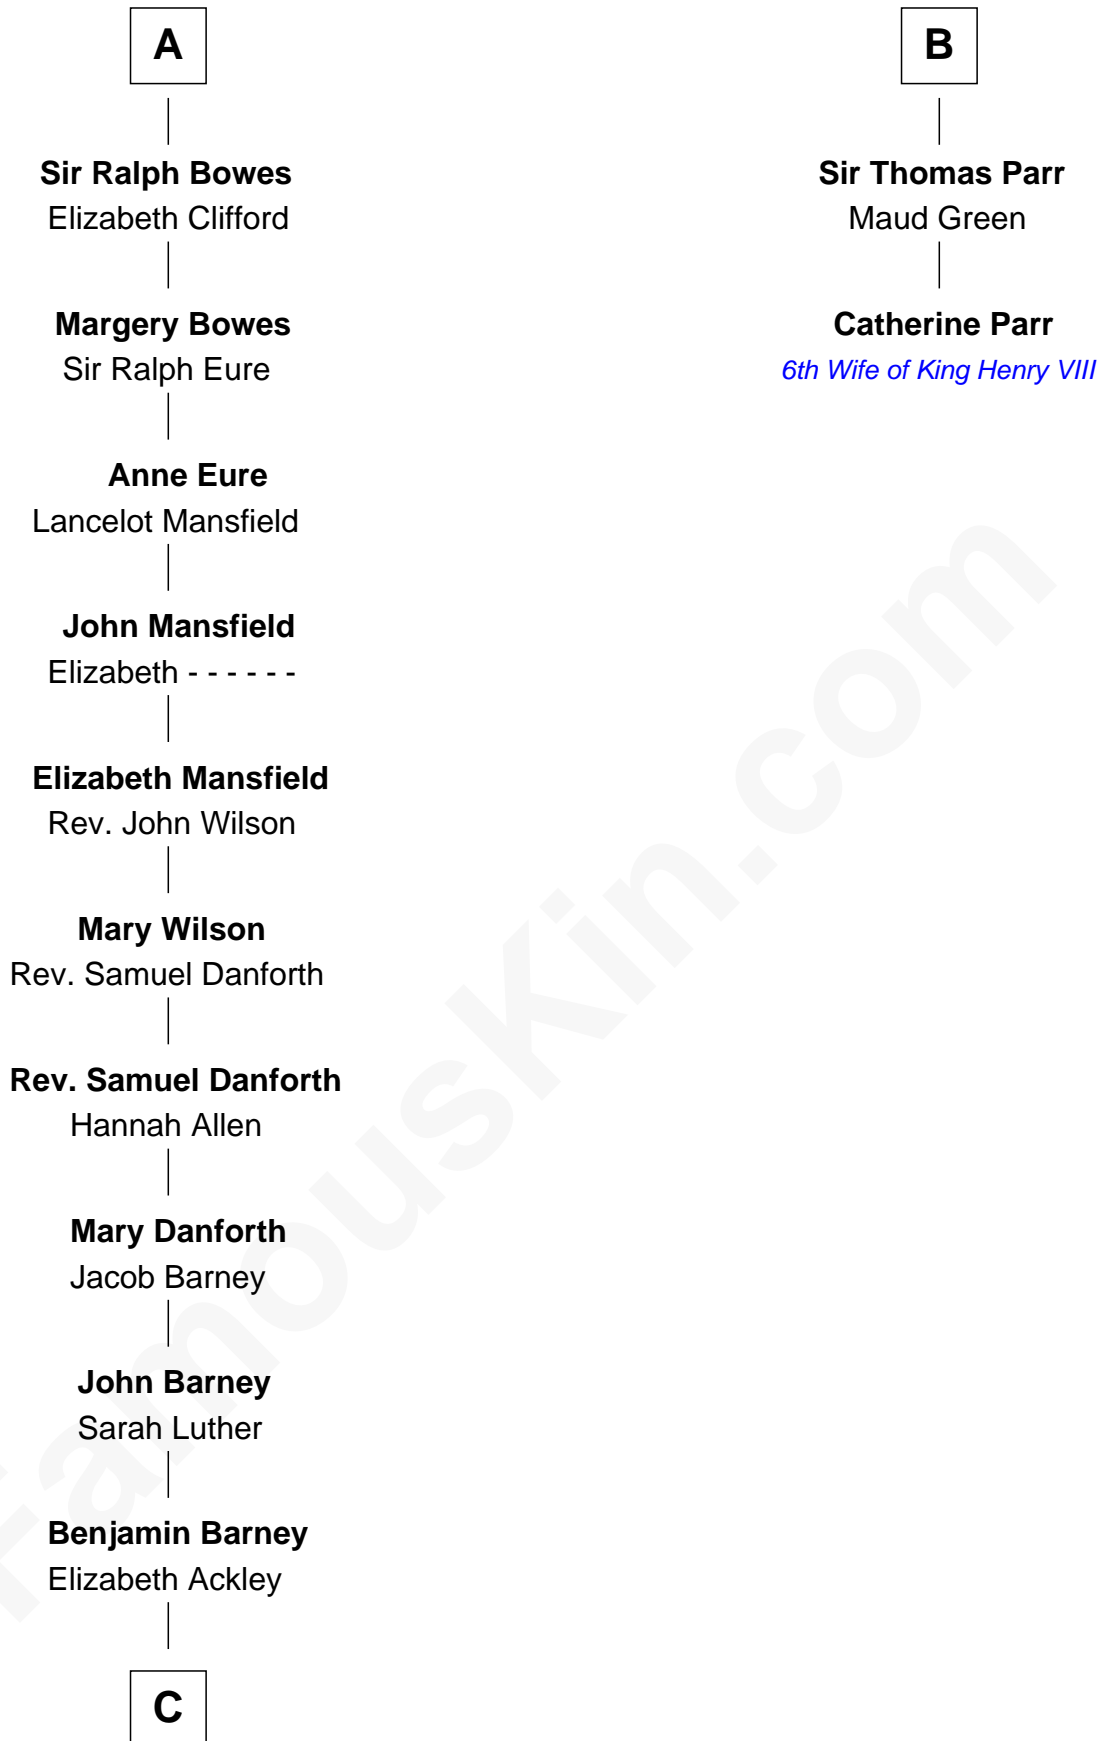 A
B
Sir Ralph Bowes
Elizabeth Clifford
Sir Thomas Parr
Maud Green
Margery Bowes
Sir Ralph Eure
Catherine Parr
6th Wife of King Henry VIII
Anne Eure
Lancelot Mansfield
John Mansfield
Elizabeth - - - - - -
Elizabeth Mansfield
Rev. John Wilson
Mary Wilson
Rev. Samuel Danforth
Rev. Samuel Danforth
Hannah Allen
Mary Danforth
Jacob Barney
John Barney
Sarah Luther
Benjamin Barney
Elizabeth Ackley
C
FamousKin.com